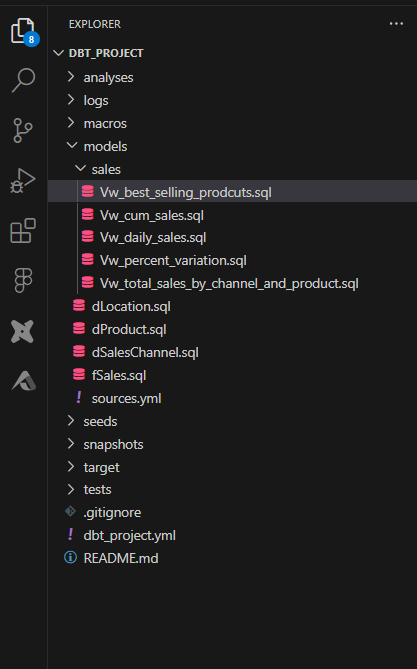 EXPLORER
8
DBT_PROJECT
analyses
logs
macros
models
sales
Vw_best_selling_prodcuts.sql
Vw_cum_sales.sql
Vw_daily_sales.sql
Vw_percent_variation.sql
Vw_total_sales_by_channel_and_product.sql
dLocation.sql
dProduct.sql
dSalesChannel.sql
fSales.sql
! sources.yml
seeds
snapshots
target
tests
.gitignore
! dbt_project.yml
README.md